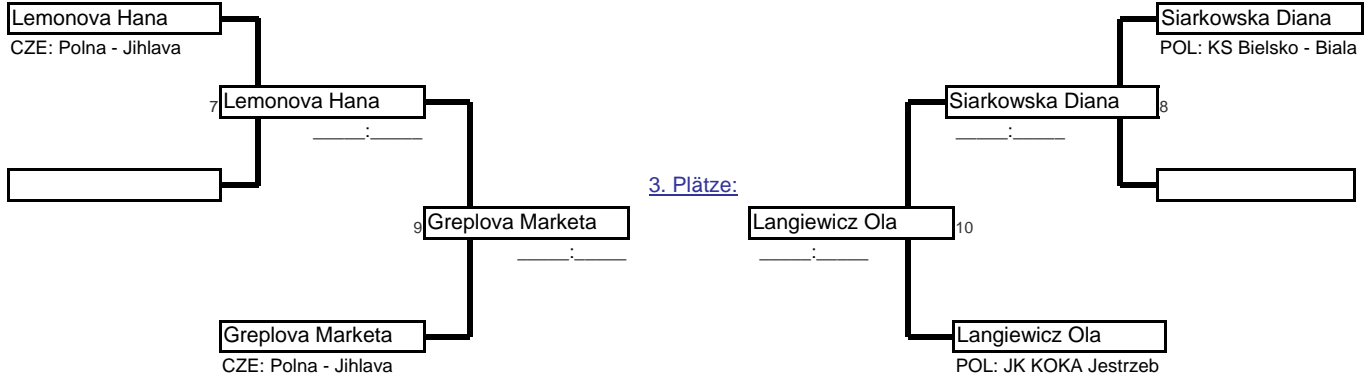 Lemonova Hana Siarkowska Diana
CZE: Polna - Jihlava POL: KS Bielsko - Biala
7 Lemonova Hana Siarkowska Diana 8
_____:_____ _____:_____
3. Plätze:
9 Greplova Marketa Langiewicz Ola 10
_____:_____ _____:_____
Greplova Marketa Langiewicz Ola
CZE: Polna - Jihlava POL: JK KOKA Jestrzeb